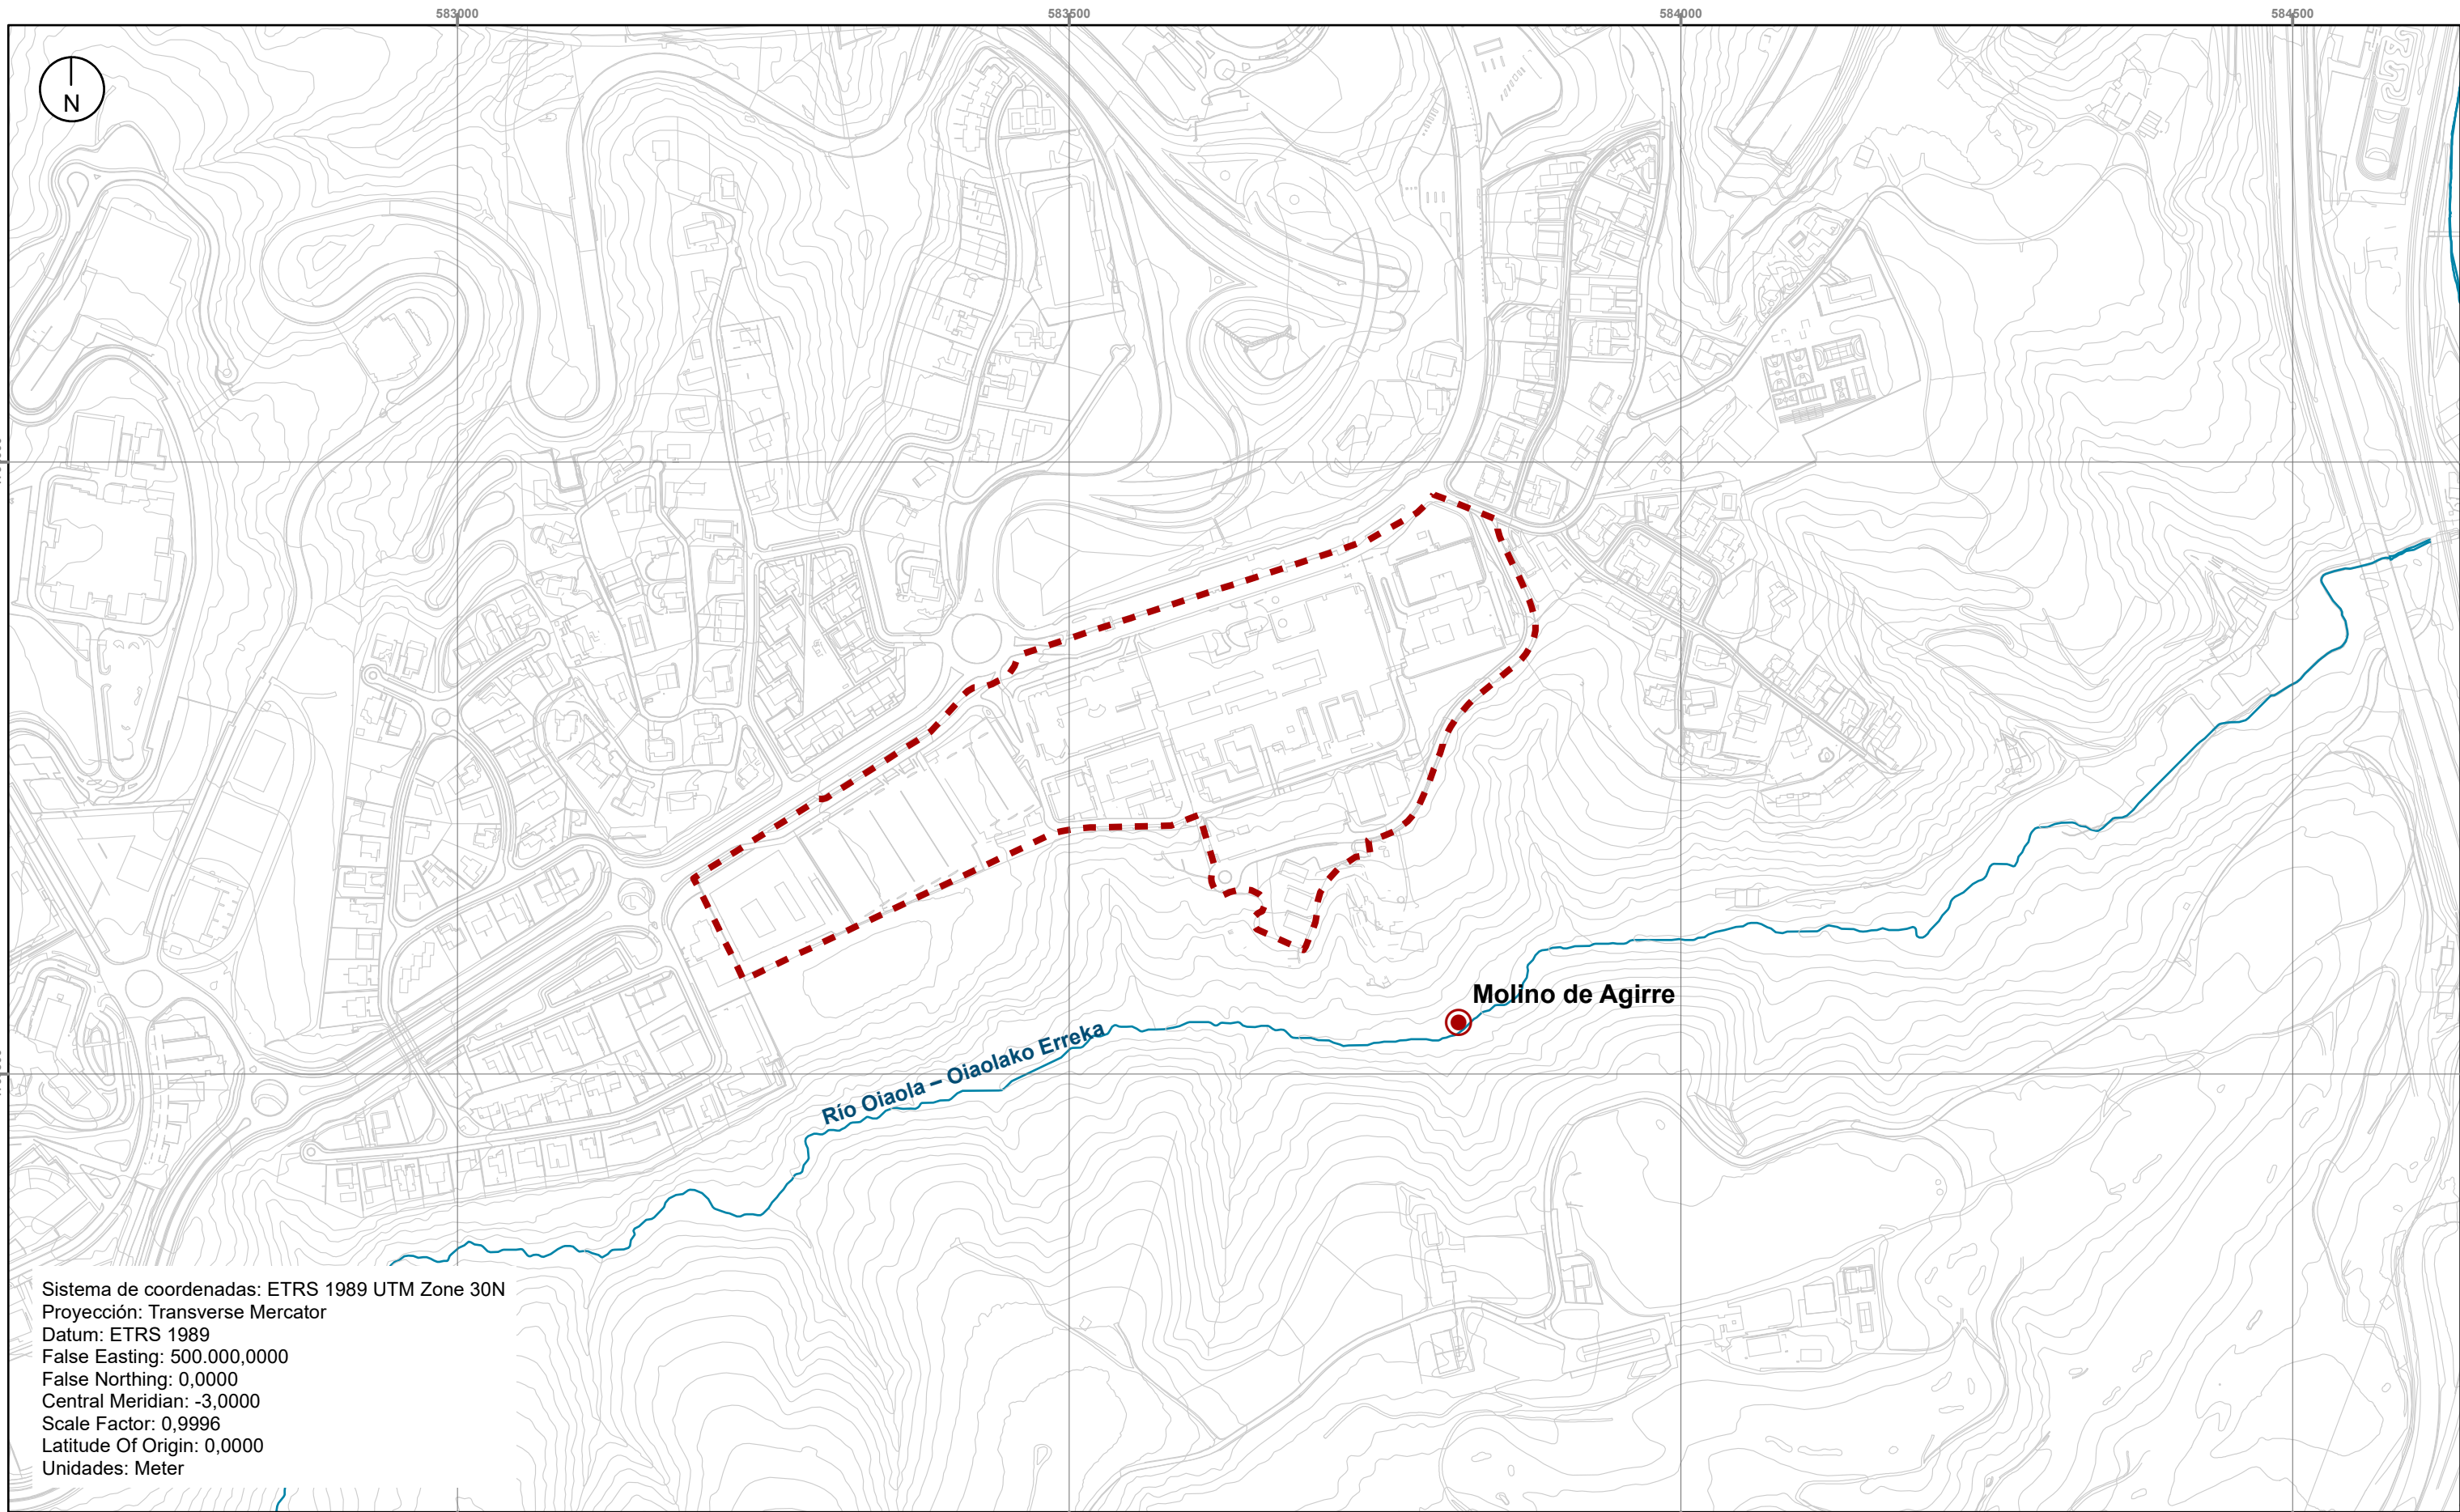 583000
583500
584000
584500
N
Molino de Agirre
Río Oiaola – Oiaolako Erreka
Sistema de coordenadas: ETRS 1989 UTM Zone 30N
Proyección: Transverse Mercator
Datum: ETRS 1989
False Easting: 500.000,0000
False Northing: 0,0000
Central Meridian: -3,0000
Scale Factor: 0,9996
Latitude Of Origin: 0,0000
Unidades: Meter